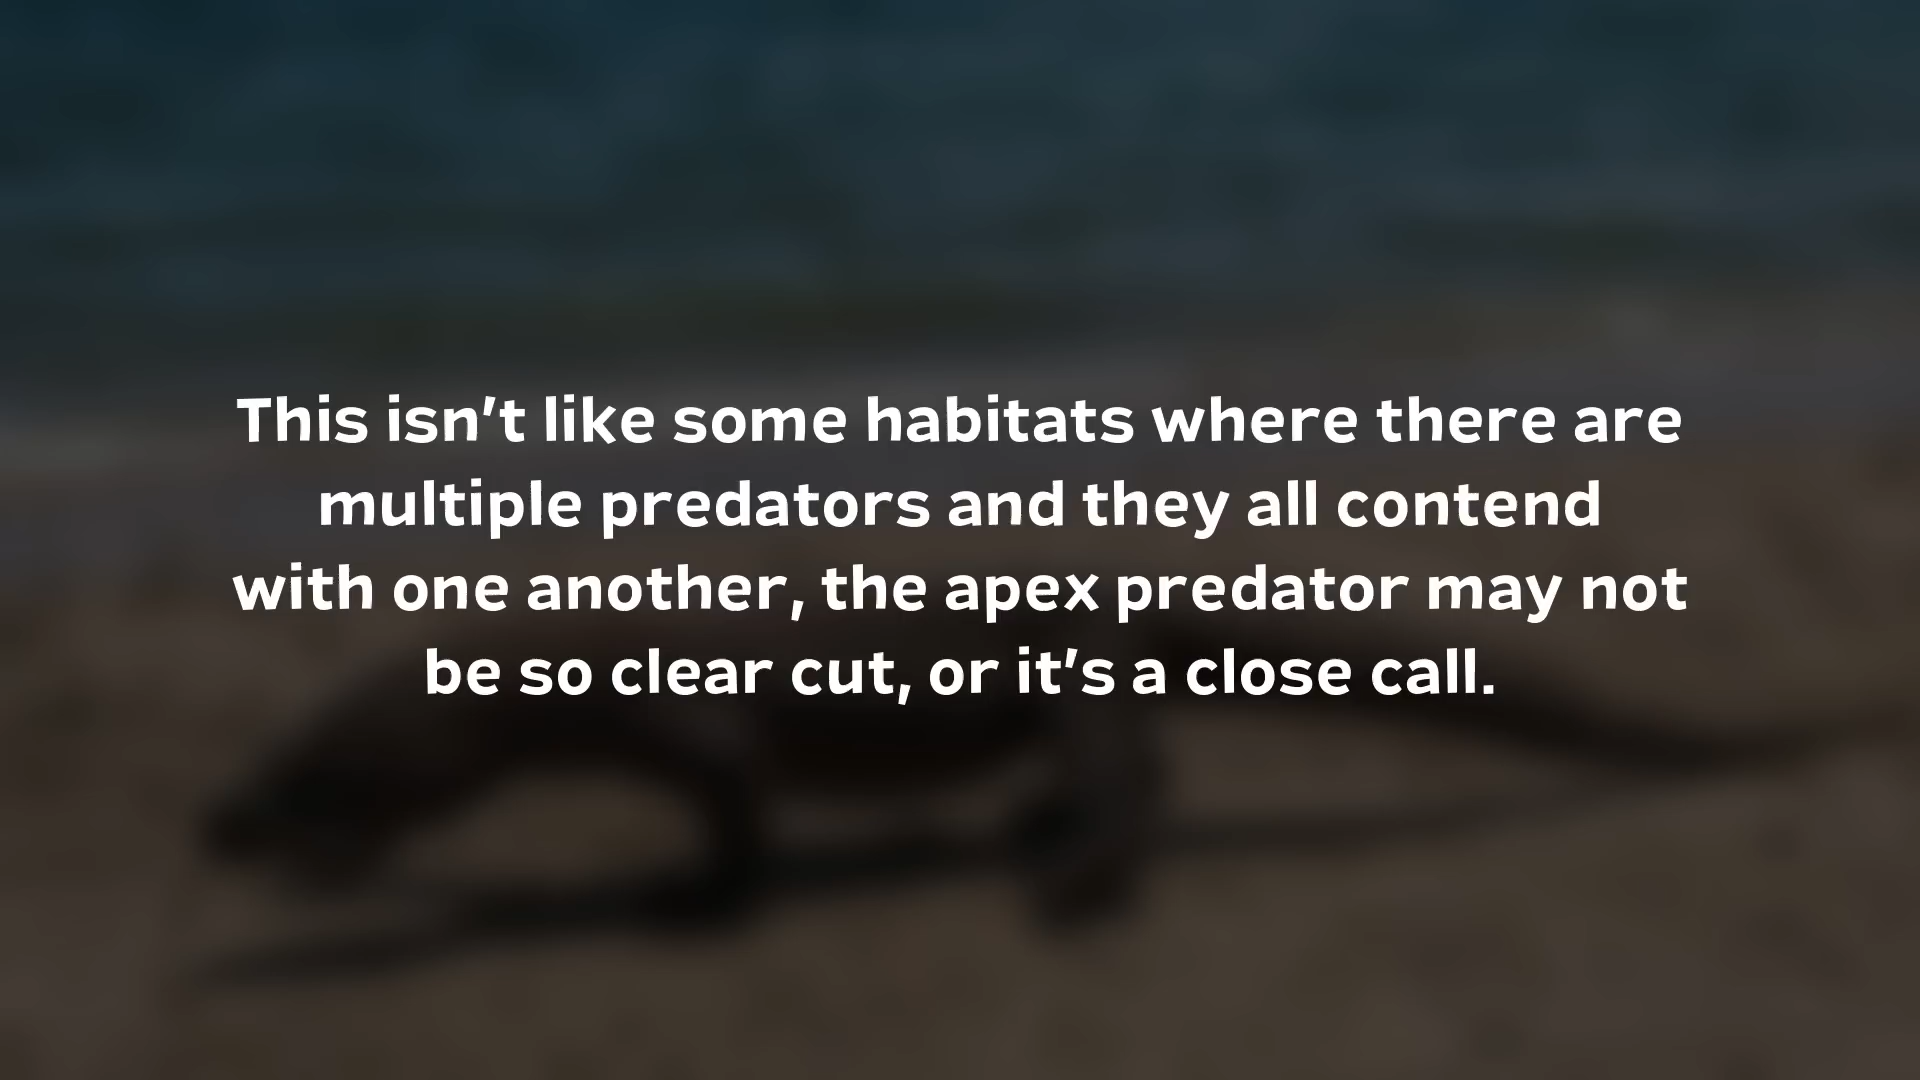 This isn't like some habitats where there are
multiple predators and they all contend
with one another, the apex predator may not
be so clear cut, or it's a close call.